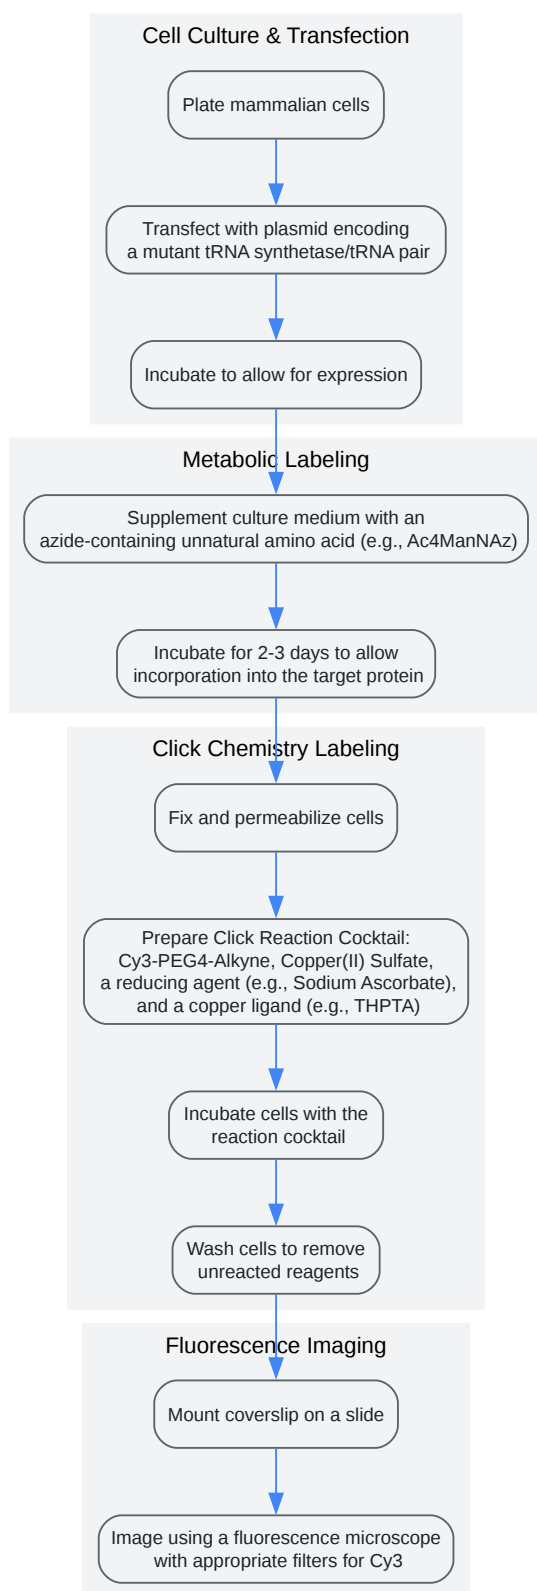 Cell Culture & Transfection
Plate mammalian cells
Transfect with plasmid encoding
a mutant tRNA synthetase/tRNA pair
Incubate to allow for expression
Metabolic Labeling
Supplement culture medium with an
azide-containing unnatural amino acid (e.g., Ac4ManNAz)
Incubate for 2-3 days to allow
incorporation into the target protein
Click Chemistry Labeling
Fix and permeabilize cells
Prepare Click Reaction Cocktail:
Cy3-PEG4-Alkyne, Copper(II) Sulfate,
a reducing agent (e.g., Sodium Ascorbate),
and a copper ligand (e.g., THPTA)
Incubate cells with the
reaction cocktail
Wash cells to remove
unreacted reagents
Fluorescence Imaging
Mount coverslip on a slide
Image using a fluorescence microscope
with appropriate filters for Cy3